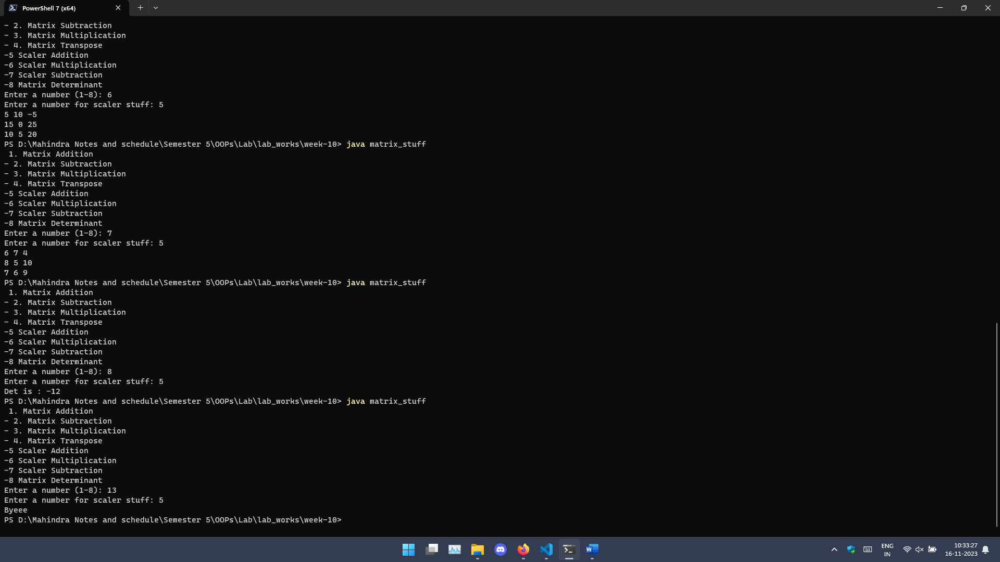 PowerShell 7 (x64)
- 2. Matrix Subtraction
- 3. Matrix Multiplication
- 4. Matrix Transpose
-5 Scaler Addition
-6 Scaler Multiplication
-7 Scaler Subtraction
-8 Matrix Determinant
Enter a number (1-8): 6
Enter a number for scaler stuff: 5
5 10 -5
15 0 25
10 5 20
PS D:\Mahindra Notes and schedule\Semester 5\OOPs\Lab\lab_works\week-10> java matrix_stuff
 1. Matrix Addition
- 2. Matrix Subtraction
- 3. Matrix Multiplication
- 4. Matrix Transpose
-5 Scaler Addition
-6 Scaler Multiplication
-7 Scaler Subtraction
-8 Matrix Determinant
Enter a number (1-8): 7
Enter a number for scaler stuff: 5
6 7 4
8 5 10
7 6 9
PS D:\Mahindra Notes and schedule\Semester 5\OOPs\Lab\lab_works\week-10> java matrix_stuff
 1. Matrix Addition
- 2. Matrix Subtraction
- 3. Matrix Multiplication
- 4. Matrix Transpose
-5 Scaler Addition
-6 Scaler Multiplication
-7 Scaler Subtraction
-8 Matrix Determinant
Enter a number (1-8): 8
Enter a number for scaler stuff: 5
Det is : -12
PS D:\Mahindra Notes and schedule\Semester 5\OOPs\Lab\lab_works\week-10> java matrix_stuff
 1. Matrix Addition
- 2. Matrix Subtraction
- 3. Matrix Multiplication
- 4. Matrix Transpose
-5 Scaler Addition
-6 Scaler Multiplication
-7 Scaler Subtraction
-8 Matrix Determinant
Enter a number (1-8): 13
Enter a number for scaler stuff: 5
Byeee
PS D:\Mahindra Notes and schedule\Semester 5\OOPs\Lab\lab_works\week-10>
ENG
IN
10:33:27
16-11-2023